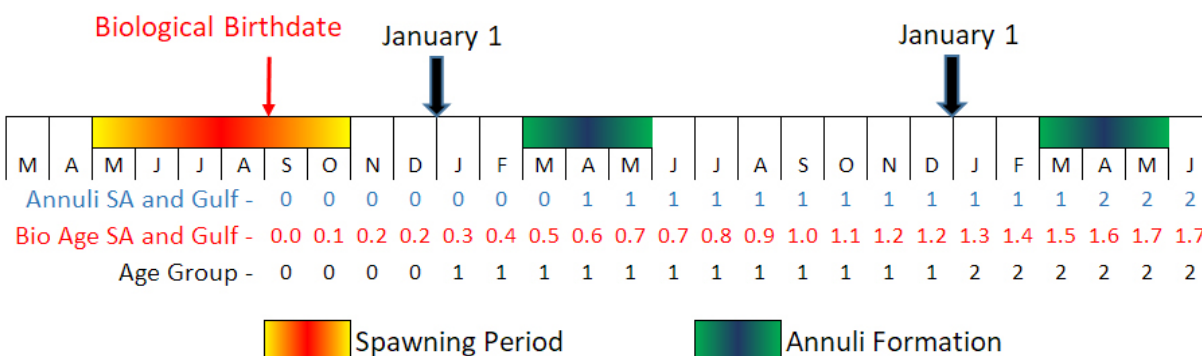 Biological Birthdate
January 1
January 1
M A M J J A S O N D J F M A M J J A S O N D J F M A M J
Annuli SA and Gulf - 0 0 0 0 0 0 0 1 1 1 1 1 1 1 1 1 1 1 1 2 2 2
Bio Age SA and Gulf - 0.0 0.1 0.2 0.2 0.3 0.4 0.5 0.6 0.7 0.7 0.8 0.9 1.0 1.1 1.2 1.2 1.3 1.4 1.5 1.6 1.7 1.7
Age Group - 0 0 0 0 1 1 1 1 1 1 1 1 1 1 1 1 2 2 2 2 2 2
Spawning Period
Annuli Formation